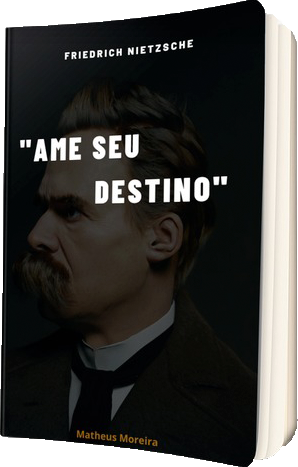 FRIEDRICH NIETZSCHE
"AME SEU
DESTINO"
Matheus Moreira